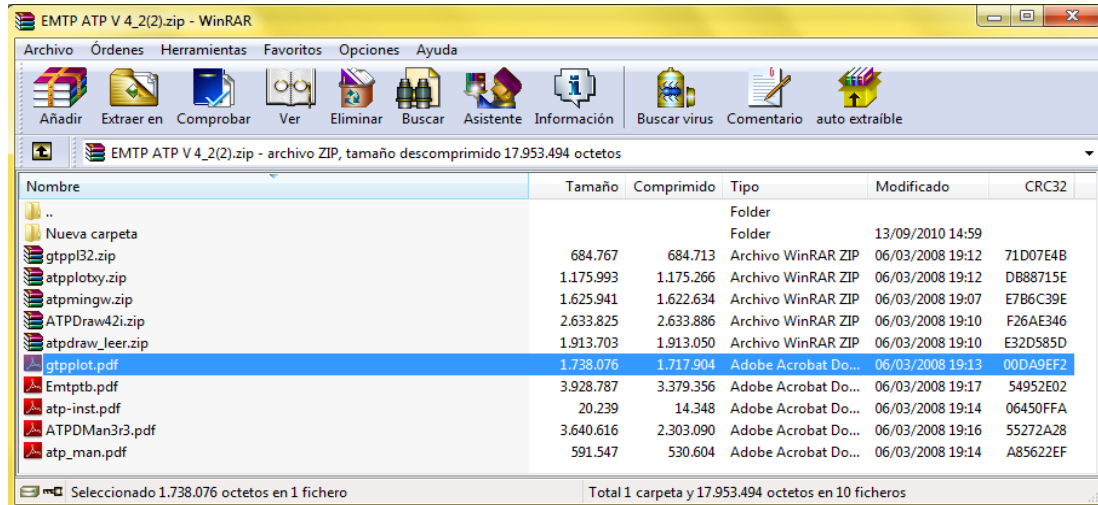 EMTP ATP V 4_2(2).zip - WinRAR
Archivo Órdenes Herramientas Favoritos Opciones Ayuda
Añadir Extraer en Comprobar Ver Eliminar Buscar Asistente Información Buscar virus Comentario auto extraíble
EMTP ATP V 4_2(2).zip - archivo ZIP, tamaño descomprimido 17.953.494 octetos
Nombre Tamaño Comprimido Tipo Modificado CRC32
.. Folder
Nueva carpeta Folder 13/09/2010 14:59
gtppl32.zip 684.767 684.713 Archivo WinRAR ZIP 06/03/2008 19:12 71D07E4B
atpplotxy.zip 1.175.993 1.175.266 Archivo WinRAR ZIP 06/03/2008 19:12 DB88715E
atpmingw.zip 1.625.941 1.622.634 Archivo WinRAR ZIP 06/03/2008 19:07 E7B6C39E
ATPDraw42i.zip 2.633.825 2.633.886 Archivo WinRAR ZIP 06/03/2008 19:10 F26AE346
atpdraw_leer.zip 1.913.703 1.913.050 Archivo WinRAR ZIP 06/03/2008 19:10 E32D585D
gtpplot.pdf 1.738.076 1.717.904 Adobe Acrobat Do... 06/03/2008 19:13 00DA9EF2
Emtptb.pdf 3.928.787 3.379.356 Adobe Acrobat Do... 06/03/2008 19:17 54952E02
atp-inst.pdf 20.239 14.348 Adobe Acrobat Do... 06/03/2008 19:14 06450FFA
ATPDMan3r3.pdf 3.640.616 2.303.090 Adobe Acrobat Do... 06/03/2008 19:16 55272A28
atp_man.pdf 591.547 530.604 Adobe Acrobat Do... 06/03/2008 19:14 A85622EF
Seleccionado 1.738.076 octetos en 1 fichero Total 1 carpeta y 17.953.494 octetos en 10 ficheros